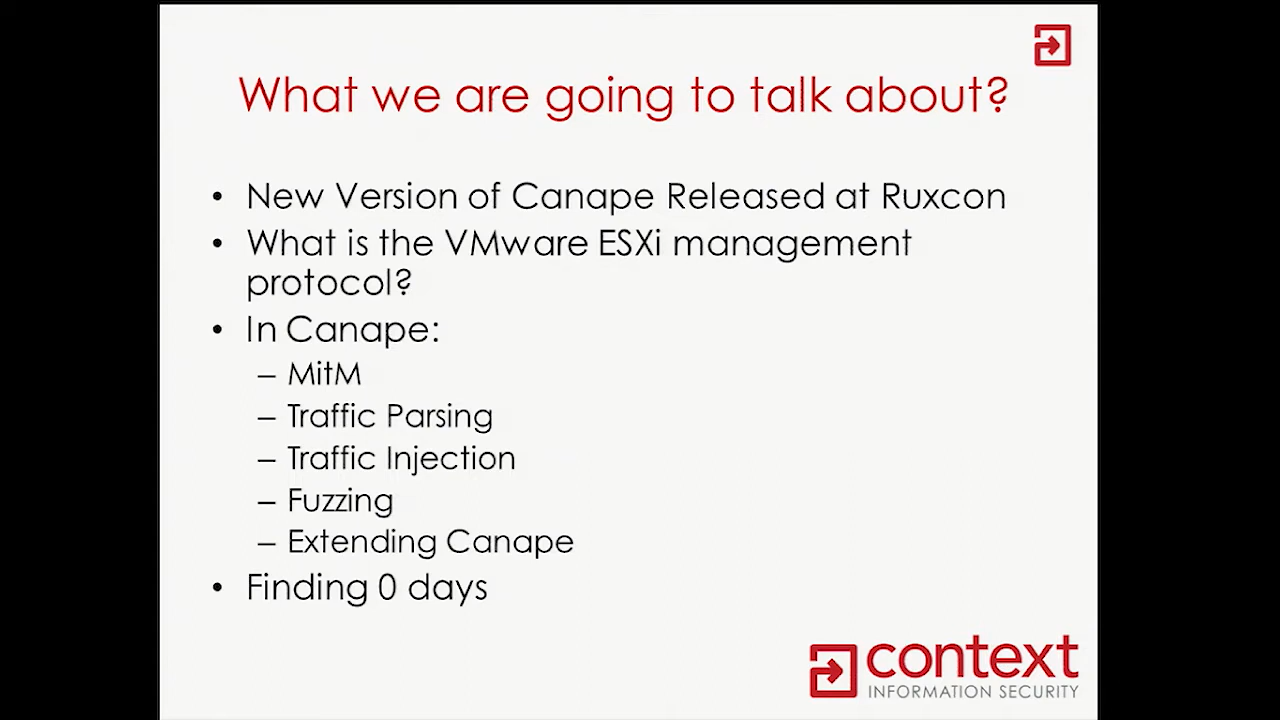 What we are going to talk about?
• New Version of Canape Released at Ruxcon
• What is the VMware ESXi management
protocol?
• In Canape:
– MitM
– Traffic Parsing
– Traffic Injection
– Fuzzing
– Extending Canape
• Finding 0 days
context
INFORMATION SECURITY